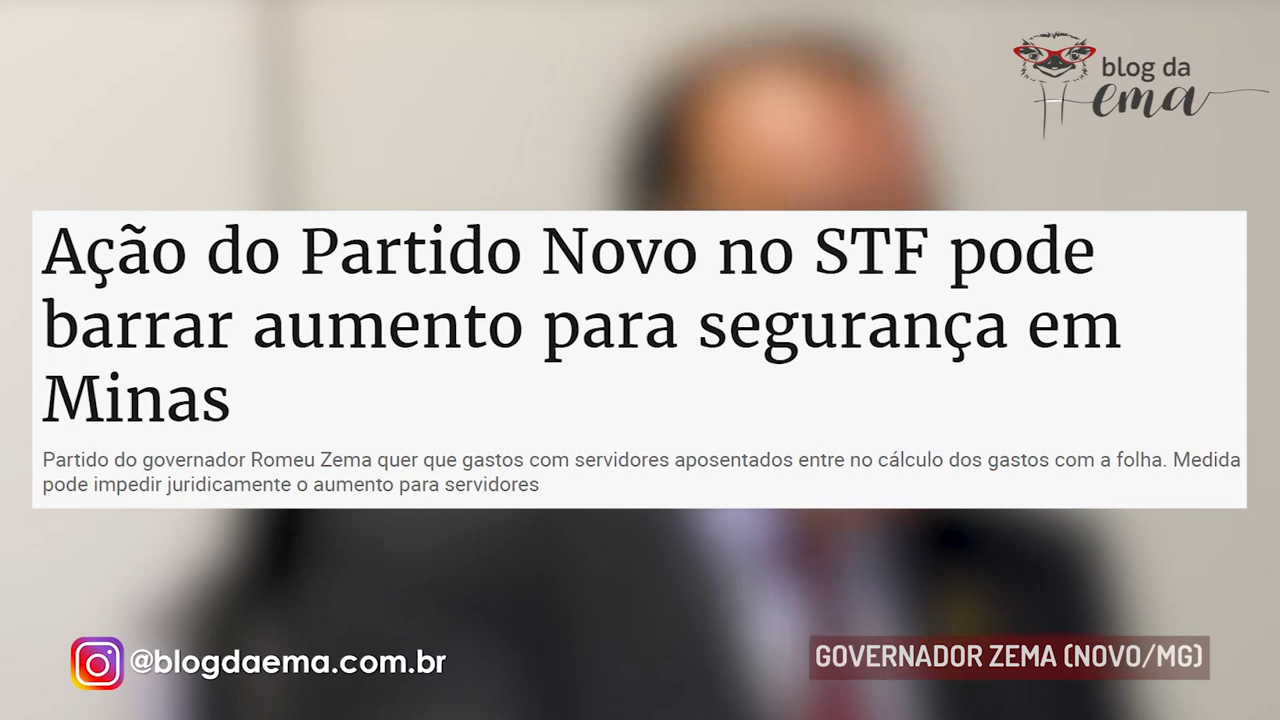 blog da
ema
Ação do Partido Novo no STF pode
barrar aumento para segurança em
Minas
Partido do governador Romeu Zema quer que gastos com servidores aposentados entre no cálculo dos gastos com a folha. Medida
pode impedir juridicamente o aumento para servidores
@blogdaema.com.br
GOVERNADOR ZEMA (NOVO/MG)